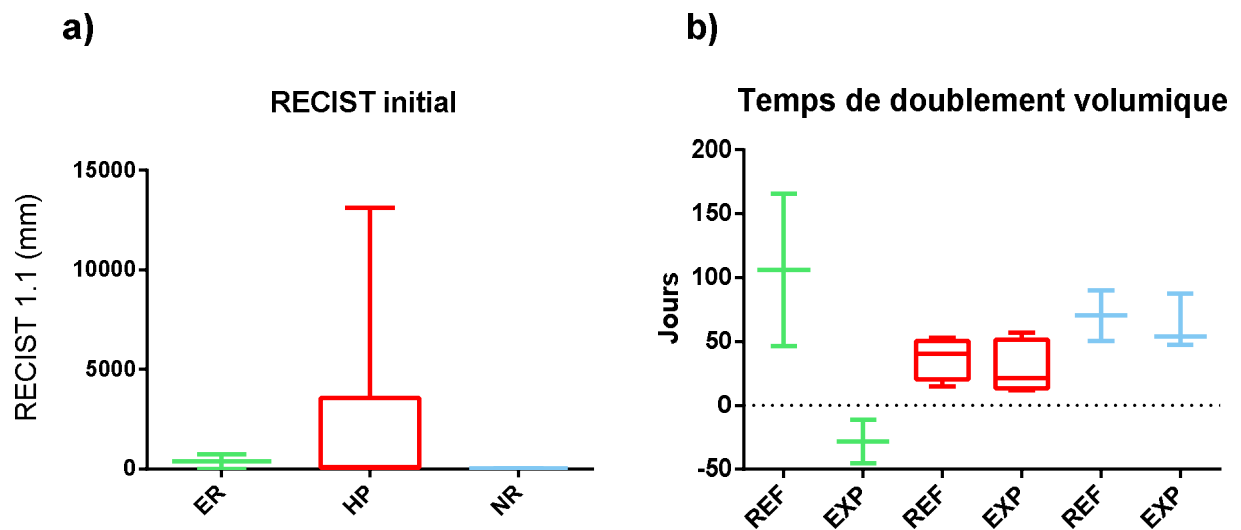 a)
RECIST initial
RECIST 1.1 (mm)
15000
10000
5000
0
ER
HP
NR
b)
Temps de doublement volumique
Jours
200
150
100
50
0
-50
REF
EXP
REF
EXP
REF
EXP